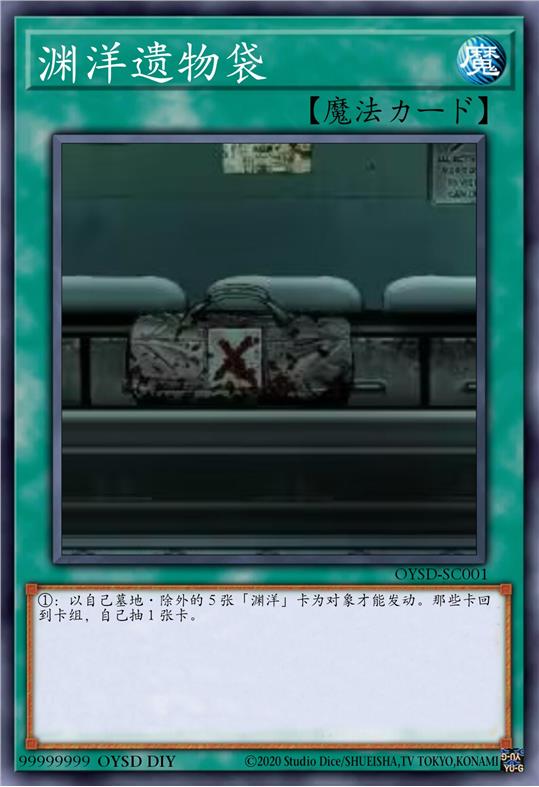 渊洋遗物袋
魔
【魔法カード】
OYSD-SC001
①：以自己墓地·除外的5张「渊洋」卡为对象才能发动。那些卡回
到卡组，自己抽1张卡。
99999999 OYSD DIY
©2020 Studio Dice/SHUEISHA,TV TOKYO,KONAMI